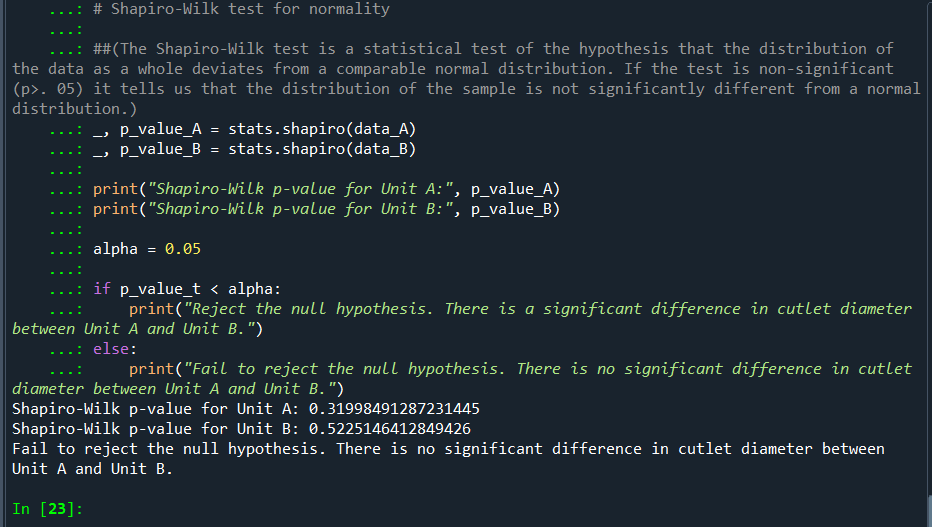 ...: # Shapiro-Wilk test for normality
...:
...: ##(The Shapiro-Wilk test is a statistical test of the hypothesis that the distribution of
the data as a whole deviates from a comparable normal distribution. If the test is non-significant
(p>. 05) it tells us that the distribution of the sample is not significantly different from a normal
distribution.)
...: _, p_value_A = stats.shapiro(data_A)
...: _, p_value_B = stats.shapiro(data_B)
...:
...: print("Shapiro-Wilk p-value for Unit A:", p_value_A)
...: print("Shapiro-Wilk p-value for Unit B:", p_value_B)
...:
...: alpha = 0.05
...:
...: if p_value_t < alpha:
...:     print("Reject the null hypothesis. There is a significant difference in cutlet diameter
between Unit A and Unit B.")
...: else:
...:     print("Fail to reject the null hypothesis. There is no significant difference in cutlet
diameter between Unit A and Unit B.")
Shapiro-Wilk p-value for Unit A: 0.31998491287231445
Shapiro-Wilk p-value for Unit B: 0.5225146412849426
Fail to reject the null hypothesis. There is no significant difference in cutlet diameter between
Unit A and Unit B.
In [23]: